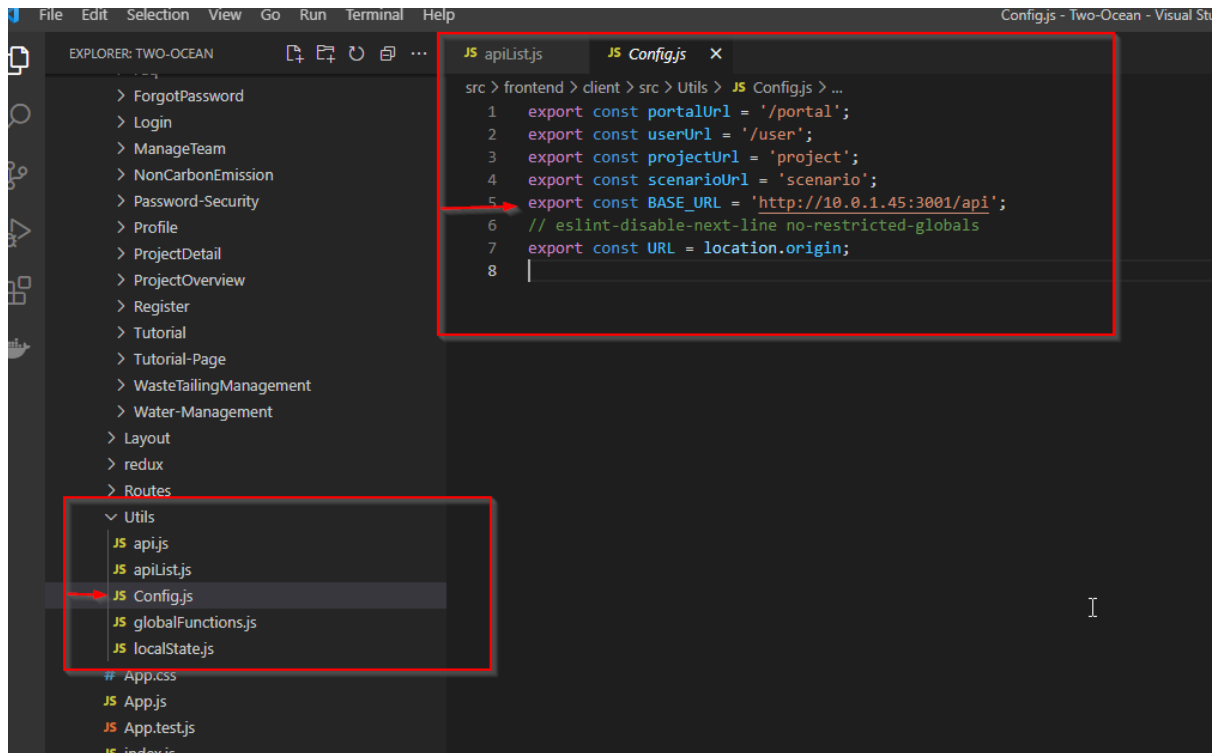 File Edit Selection View Go Run Terminal Help
Config.js - Two-Ocean - Visual Stu
EXPLORER: TWO-OCEAN
ForgotPassword
Login
ManageTeam
NonCarbonEmission
Password-Security
Profile
ProjectDetail
ProjectOverview
Register
Tutorial
Tutorial-Page
WasteTailingManagement
Water-Management
Layout
redux
Routes
Utils
JS api.js
JS apiList.js
JS Config.js
JS globalFunctions.js
JS localState.js
# App.css
JS App.js
JS App.test.js
JS index.js
JS apiList.js JS Config.js
src > frontend > client > src > Utils > JS Config.js > ...
1 export const portalUrl = '/portal';
2 export const userUrl = '/user';
3 export const projectUrl = 'project';
4 export const scenarioUrl = 'scenario';
5 export const BASE_URL = 'http://10.0.1.45:3001/api';
6 // eslint-disable-next-line no-restricted-globals
7 export const URL = location.origin;
8